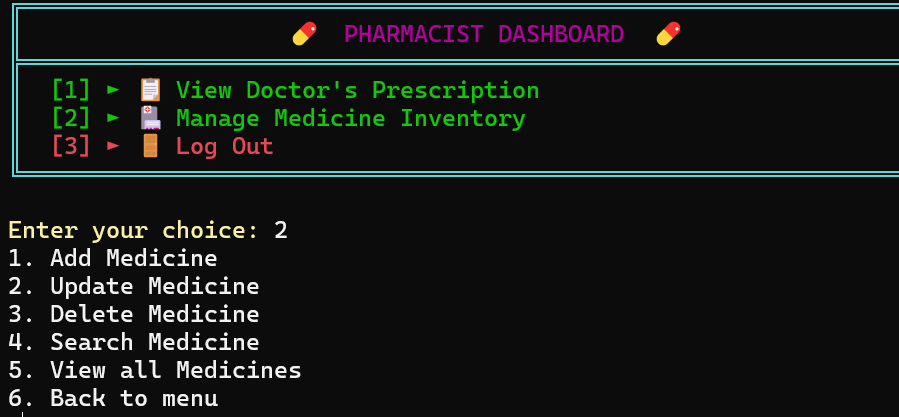 PHARMACIST DASHBOARD
[1] ► View Doctor's Prescription
[2] ► Manage Medicine Inventory
[3] ► Log Out
Enter your choice: 2
1. Add Medicine
2. Update Medicine
3. Delete Medicine
4. Search Medicine
5. View all Medicines
6. Back to menu